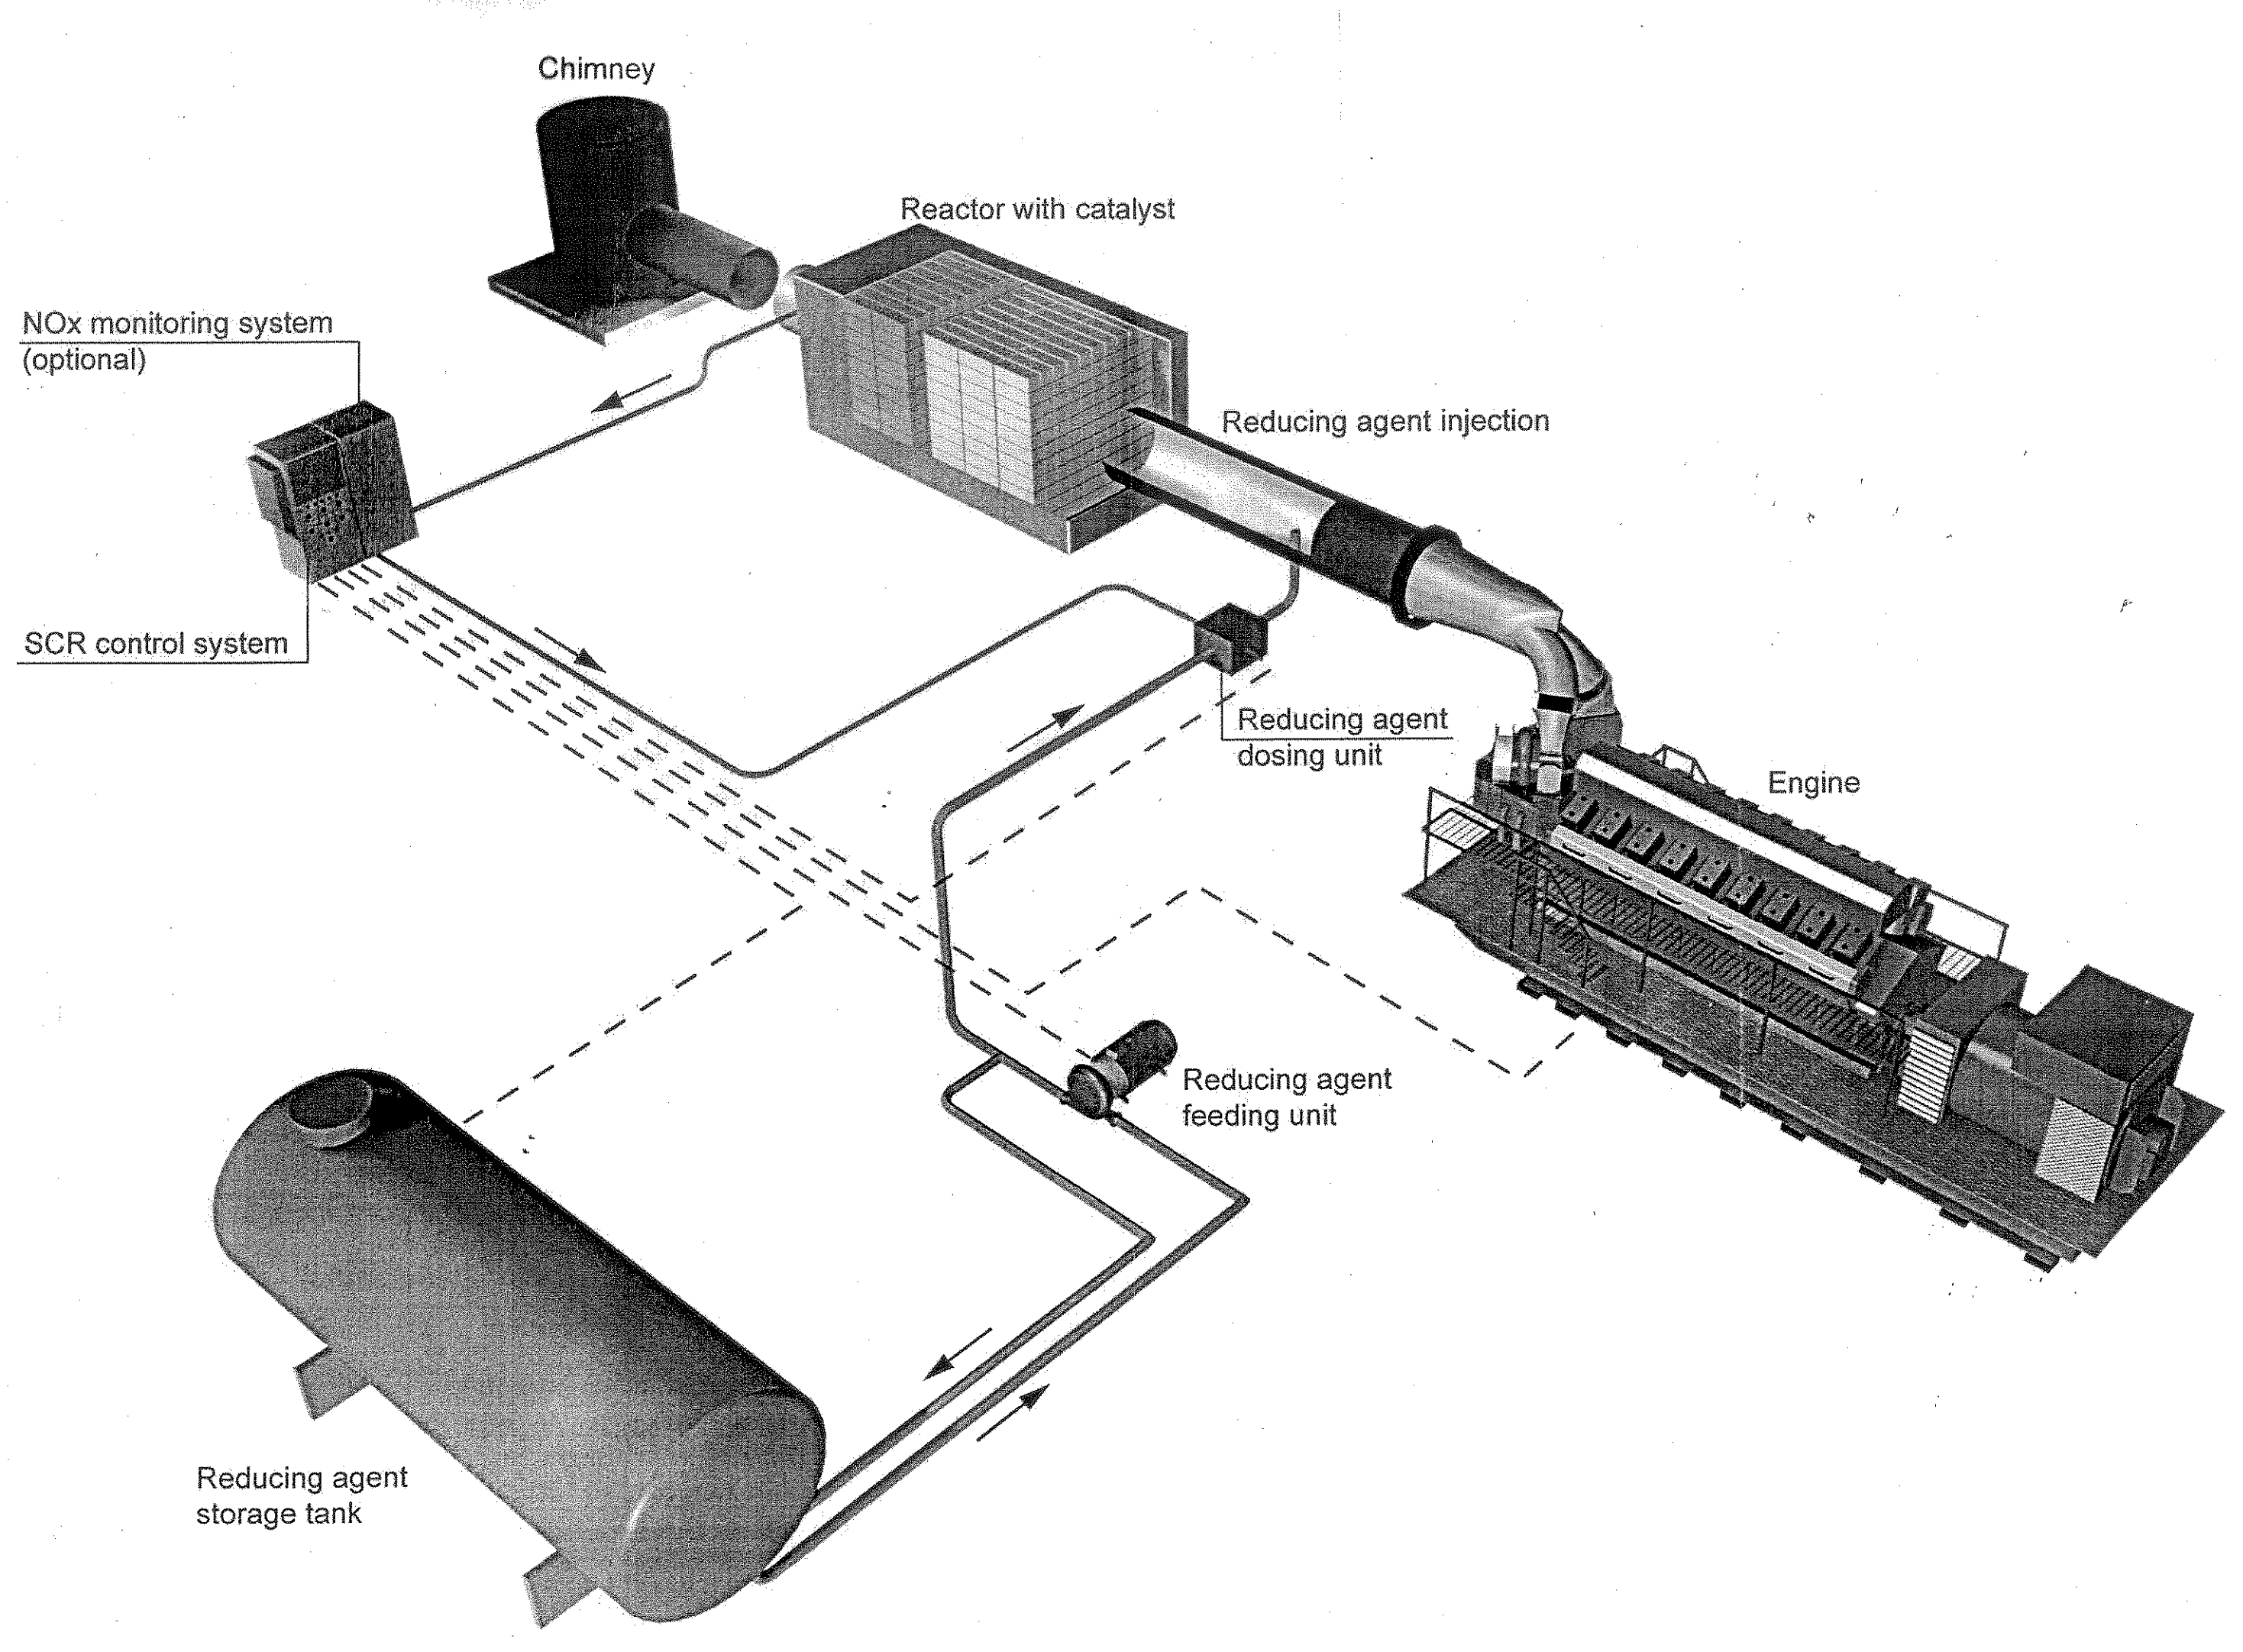 Chimney
Reactor with catalyst
NOx monitoring system
(optional)
Reducing agent injection
SCR control system
Reducing agent
dosing unit
Engine
Reducing agent
feeding unit
Reducing agent
storage tank